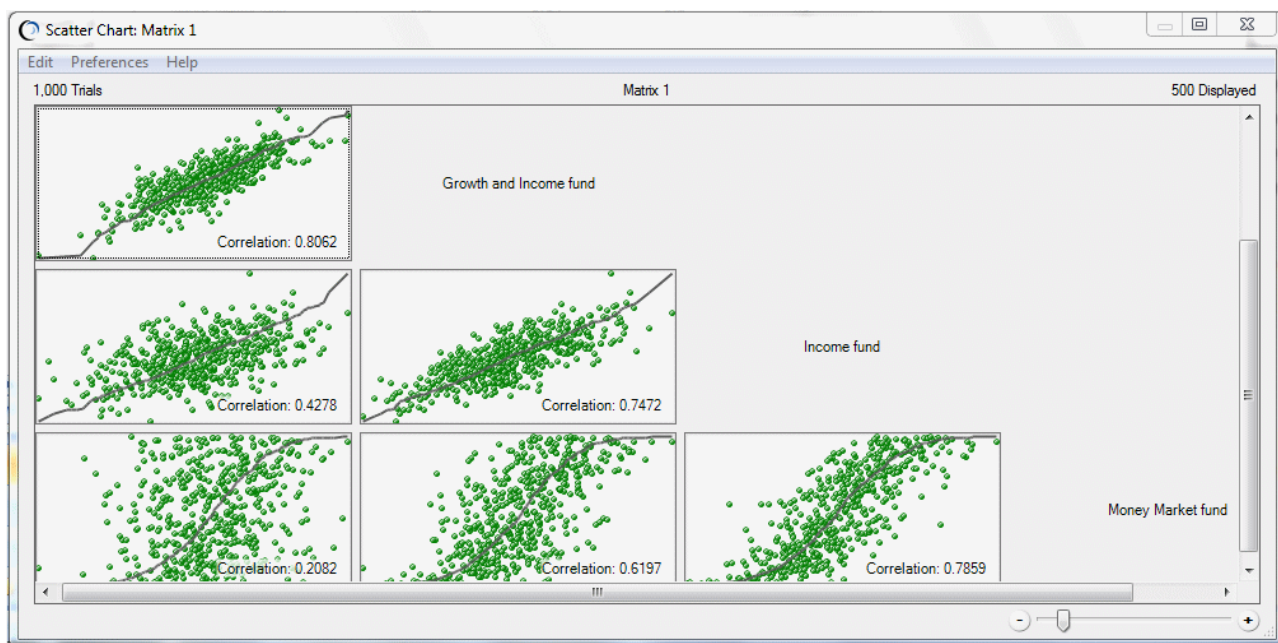 Scatter Chart: Matrix 1
Edit Preferences Help
1,000 Trials Matrix 1 500 Displayed
Growth and Income fund
Correlation: 0.8062
Income fund
Correlation: 0.4278 Correlation: 0.7472
Money Market fund
Correlation: 0.2082 Correlation: 0.6197 Correlation: 0.7859